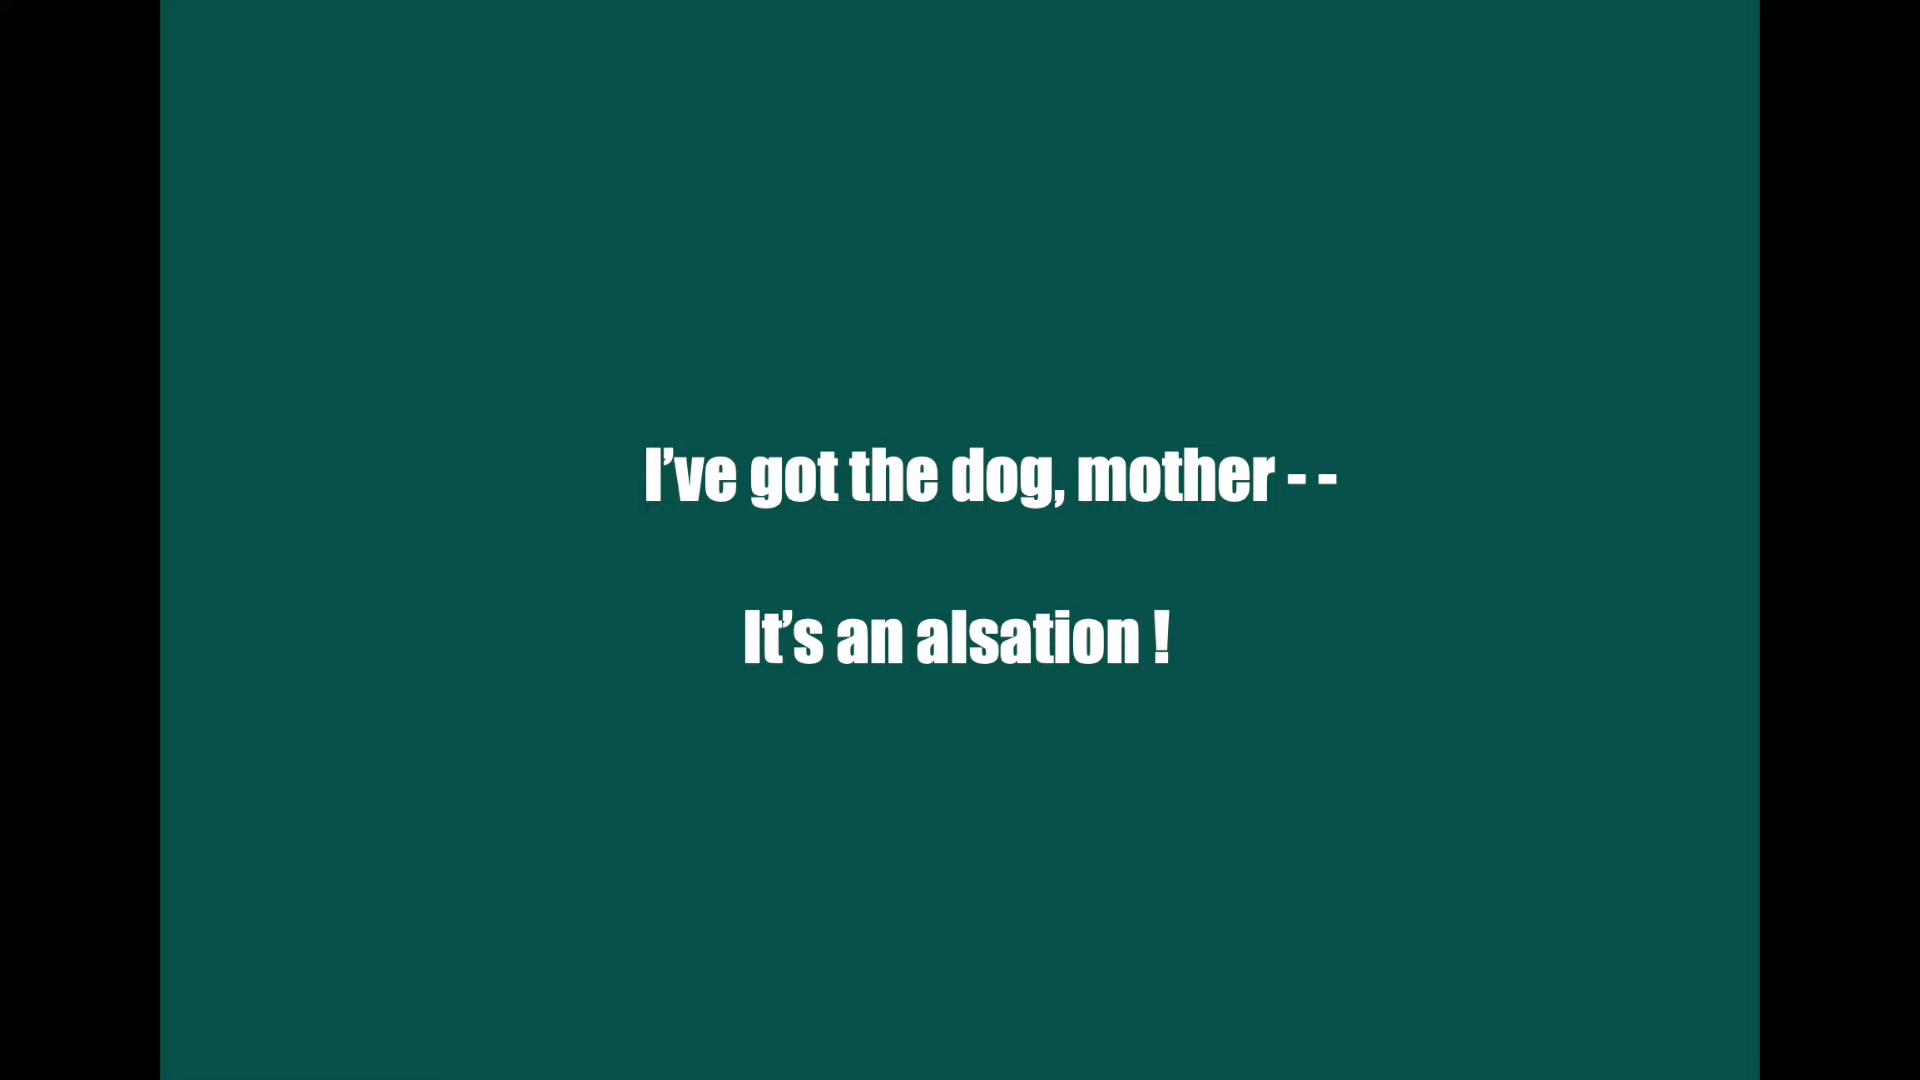 I’ve got the dog, mother - -
It’s an alsation !